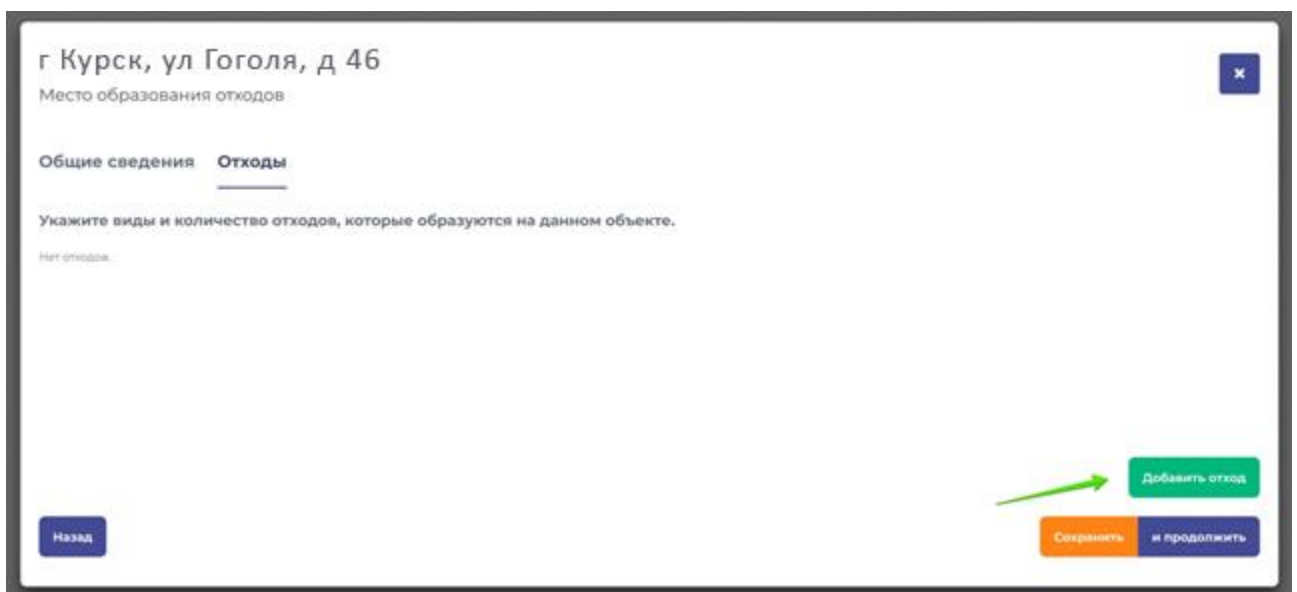 г Курск, ул Гоголя, д 46
×
Место образования отходов
Общие сведения Отходы
Укажите виды и количество отходов, которые образуются на данном объекте.
Нет отходов.
Добавить отход
Назад
Сохранить и продолжить